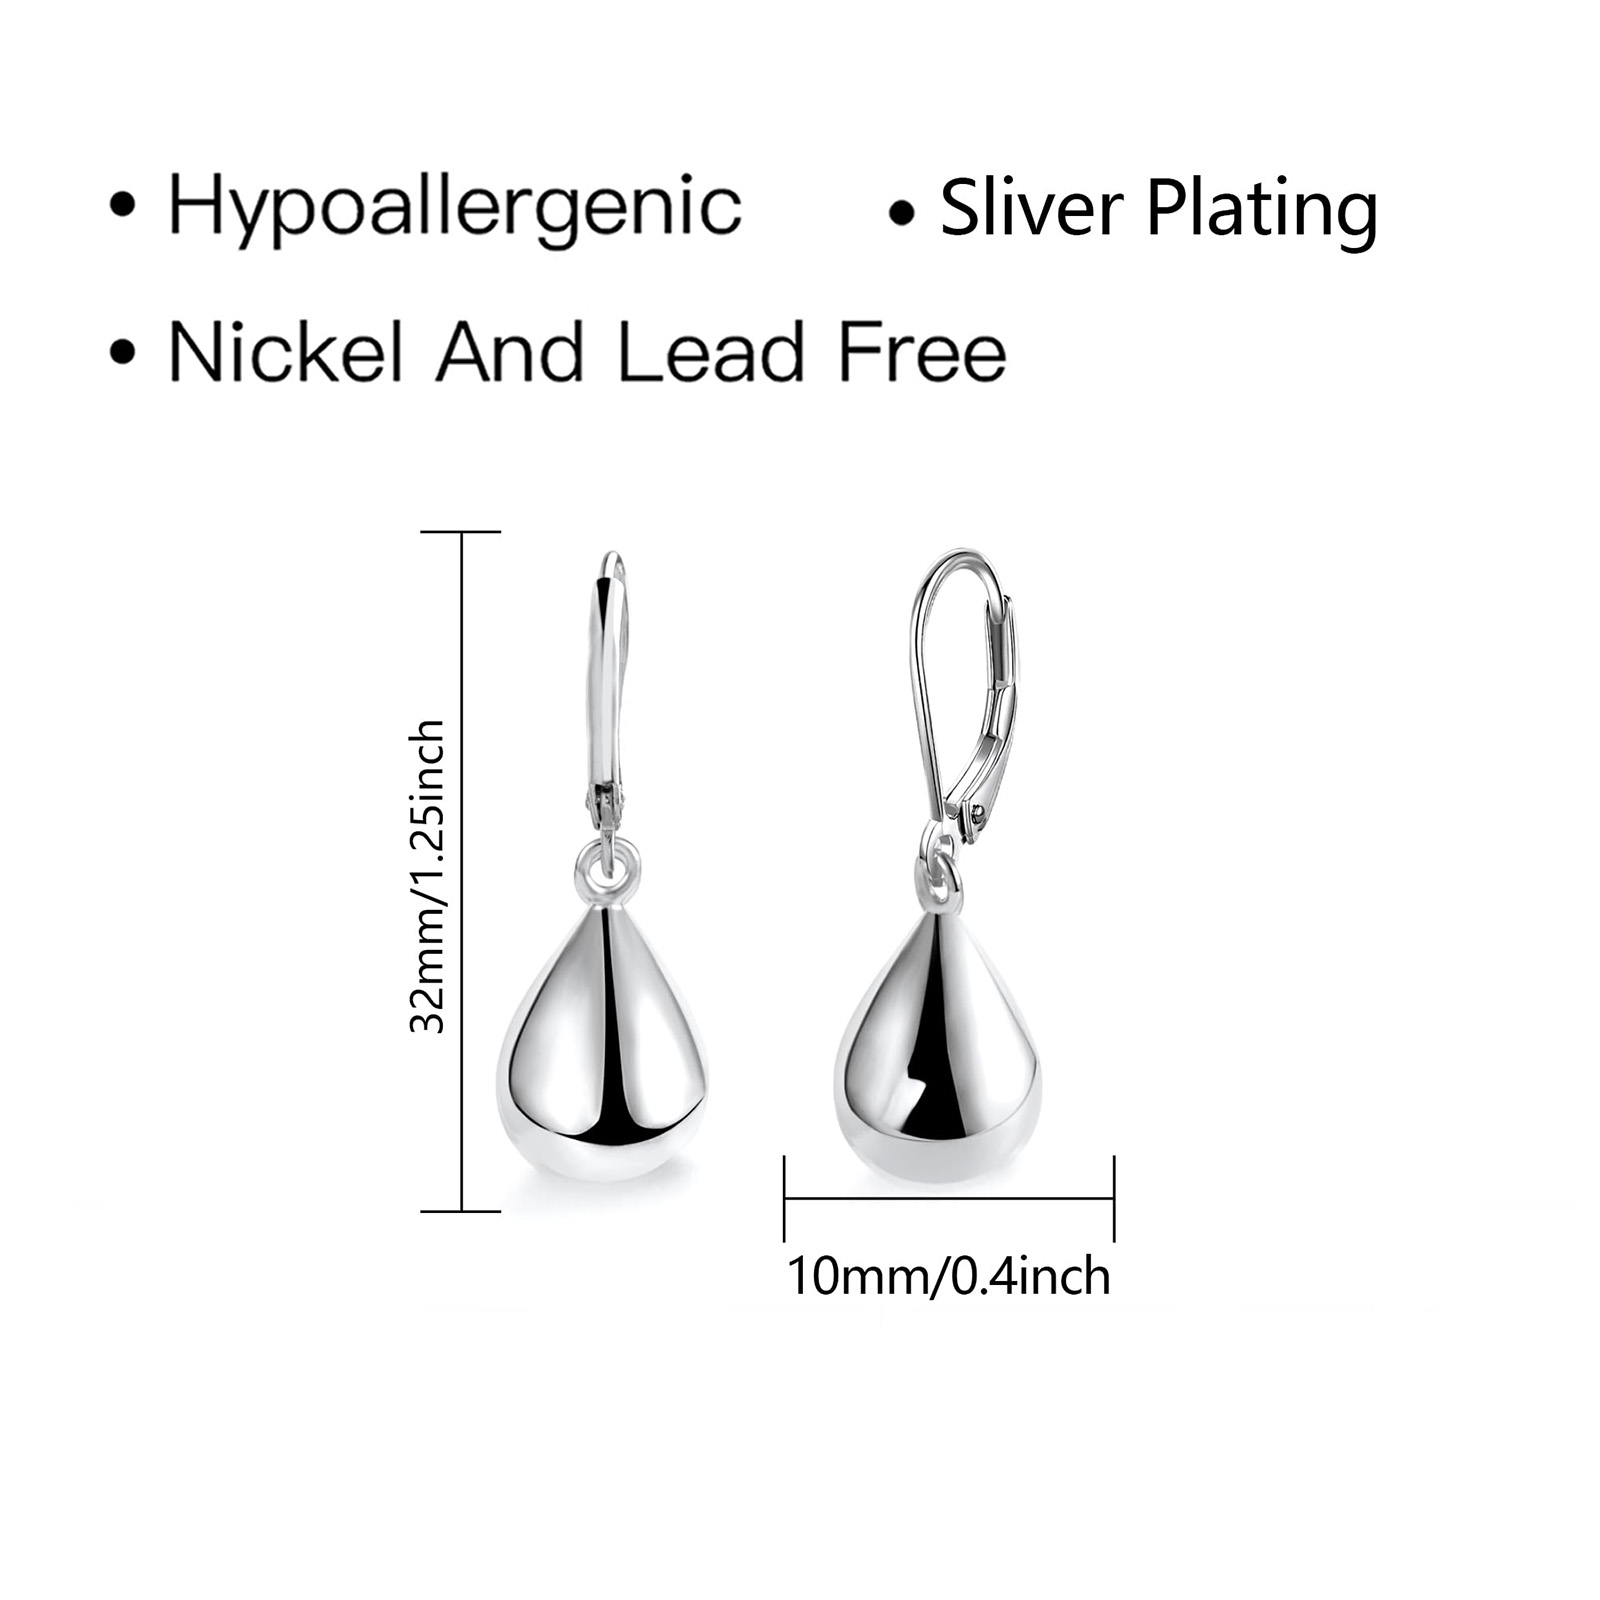 • Hypoallergenic
• Sliver Plating
• Nickel And Lead Free
32mm/1.25inch
10mm/0.4inch